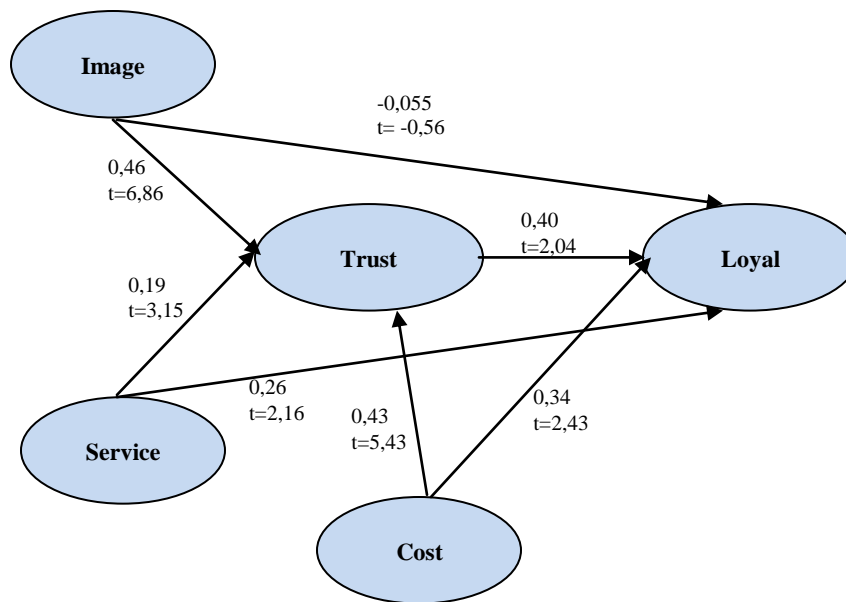 Image
-0,055
t= -0,56
0,46
t=6,86
0,40
t=2,04
Trust
Loyal
0,19
t=3,15
0,26
t=2,16
0,34
t=2,43
0,43
t=5,43
Service
Cost